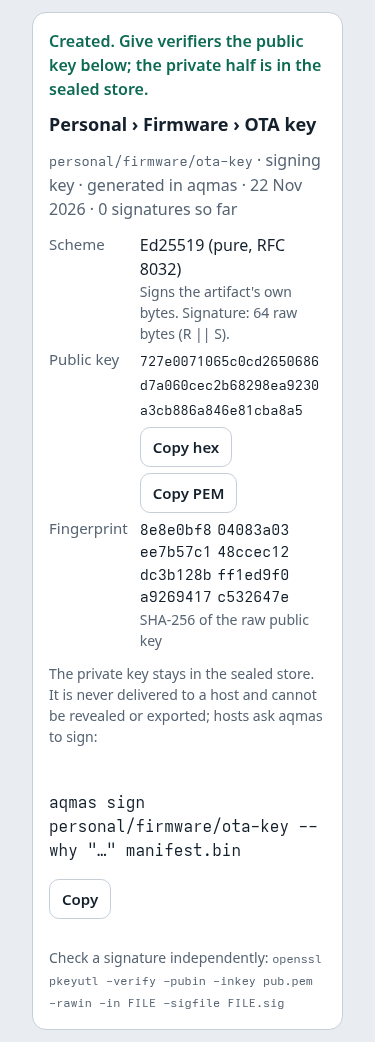 Created. Give verifiers the public
key below; the private half is in the
sealed store.
Personal › Firmware › OTA key
personal/firmware/ota-key · signing
key · generated in aqmas · 22 Nov
2026 · 0 signatures so far
Scheme
Ed25519 (pure, RFC
8032)
Signs the artifact's own
bytes. Signature: 64 raw
bytes (R || S).
Public key
727e0071065c0cd2650686
d7a060cec2b68298ea9230
a3cb886a846e81cba8a5
Copy hex
Copy PEM
Fingerprint
8e8e0bf8 04083a03
ee7b57c1 48ccec12
dc3b128b ff1ed9f0
a9269417 c532647e
SHA-256 of the raw public
key
The private key stays in the sealed store.
It is never delivered to a host and cannot
be revealed or exported; hosts ask aqmas
to sign:
aqmas sign
personal/firmware/ota-key --
why "…" manifest.bin
Copy
Check a signature independently: openssl
pkeyutl -verify -pubin -inkey pub.pem
-rawin -in FILE -sigfile FILE.sig